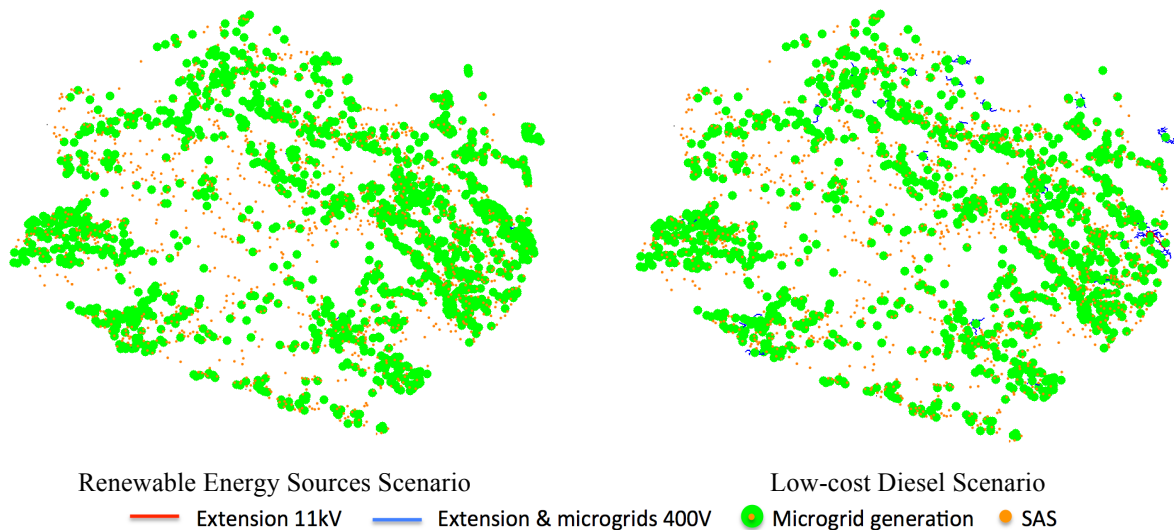 Renewable Energy Sources Scenario
Low-cost Diesel Scenario
Extension 11kV
Extension & microgrids 400V
Microgrid generation
SAS